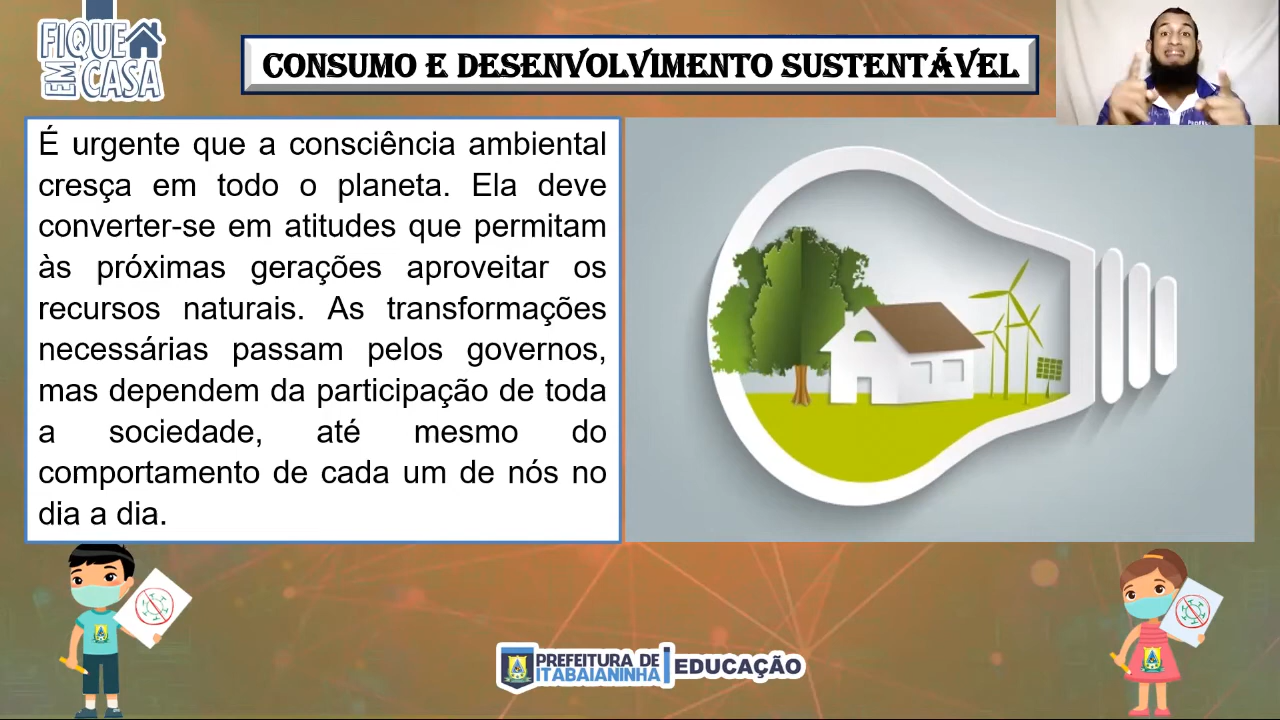 FIQUE
EM CASA
CONSUMO E DESENVOLVIMENTO SUSTENTÁVEL
É urgente que a consciência ambiental
cresça em todo o planeta. Ela deve
converter-se em atitudes que permitam
às próximas gerações aproveitar os
recursos naturais. As transformações
necessárias passam pelos governos,
mas dependem da participação de toda
a sociedade, até mesmo do
comportamento de cada um de nós no
dia a dia.
PREFEITURA DE
ITABAIANINHA
EDUCAÇÃO